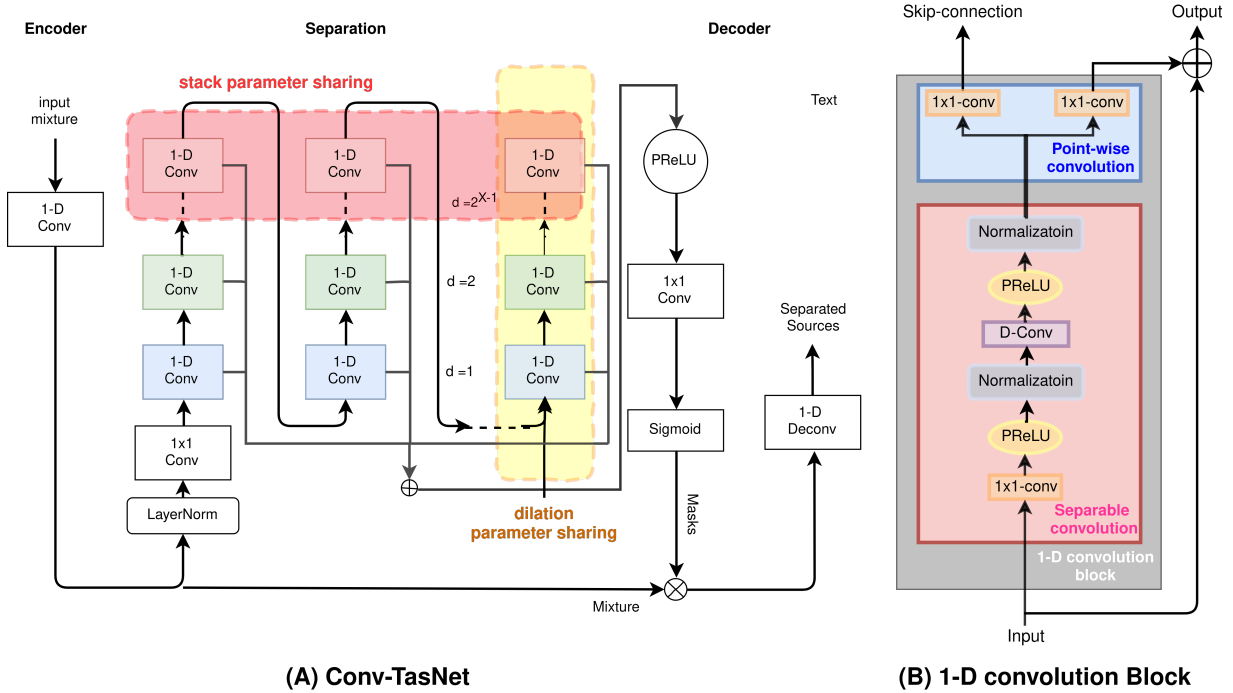 Encoder
Separation
Decoder
stack parameter sharing
input
mixture
Text
1-D
Conv
1-D
Conv
1-D
Conv
1-D
Conv
d =2^X-1
PReLU
1-D
Conv
1-D
Conv
d =2
1-D
Conv
1x1
Conv
1-D
Conv
1-D
Conv
d =1
1-D
Conv
Separated
Sources
1x1
Conv
Sigmoid
1-D
Deconv
LayerNorm
dilation
parameter sharing
Masks
Mixture
(A) Conv-TasNet
Skip-connection
Output
1x1-conv
1x1-conv
Point-wise
convolution
Normalizatoin
PReLU
D-Conv
Normalizatoin
PReLU
1x1-conv
Separable
convolution
1-D convolution
block
Input
(B) 1-D convolution Block